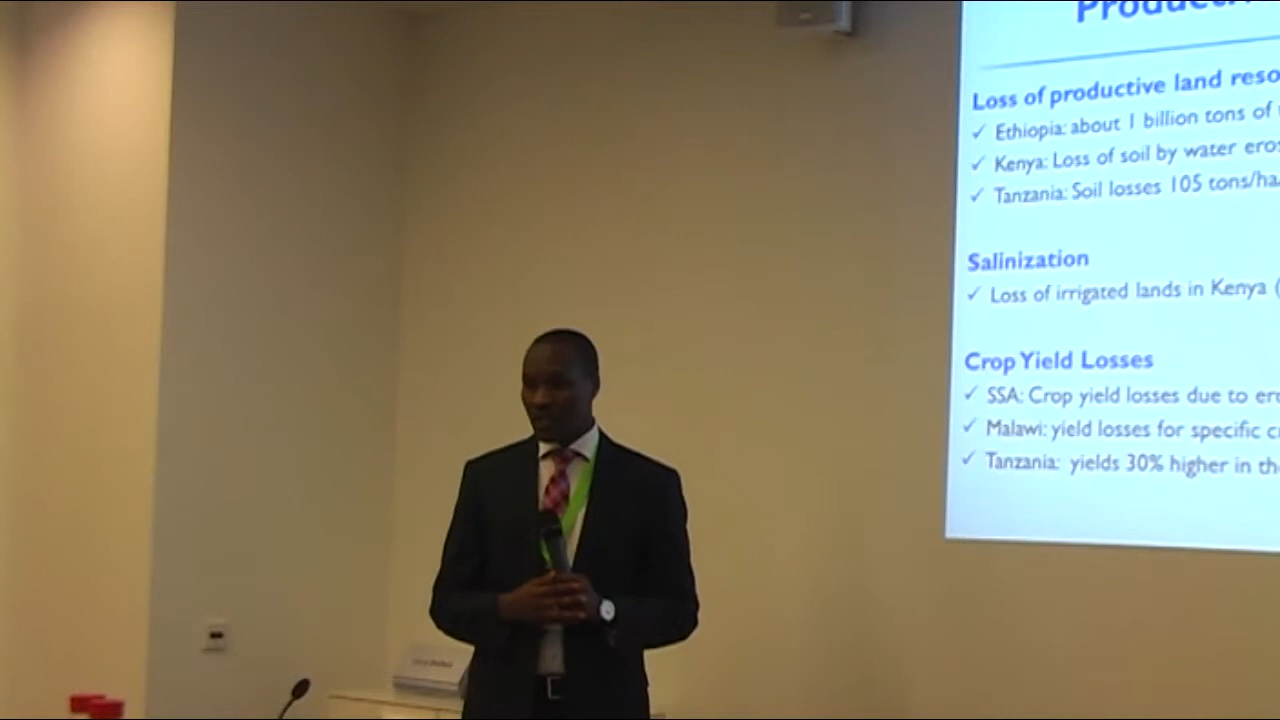 Loss of productive land reso
✓ Ethiopia: about 1 billion tons of
✓ Kenya: Loss of soil by water eros
✓ Tanzania: Soil losses 105 tons/ha
Salinization
✓ Loss of irrigated lands in Kenya (
Crop Yield Losses
✓ SSA: Crop yield losses due to ero
✓ Malawi: yield losses for specific c
✓ Tanzania: yields 30% higher in the